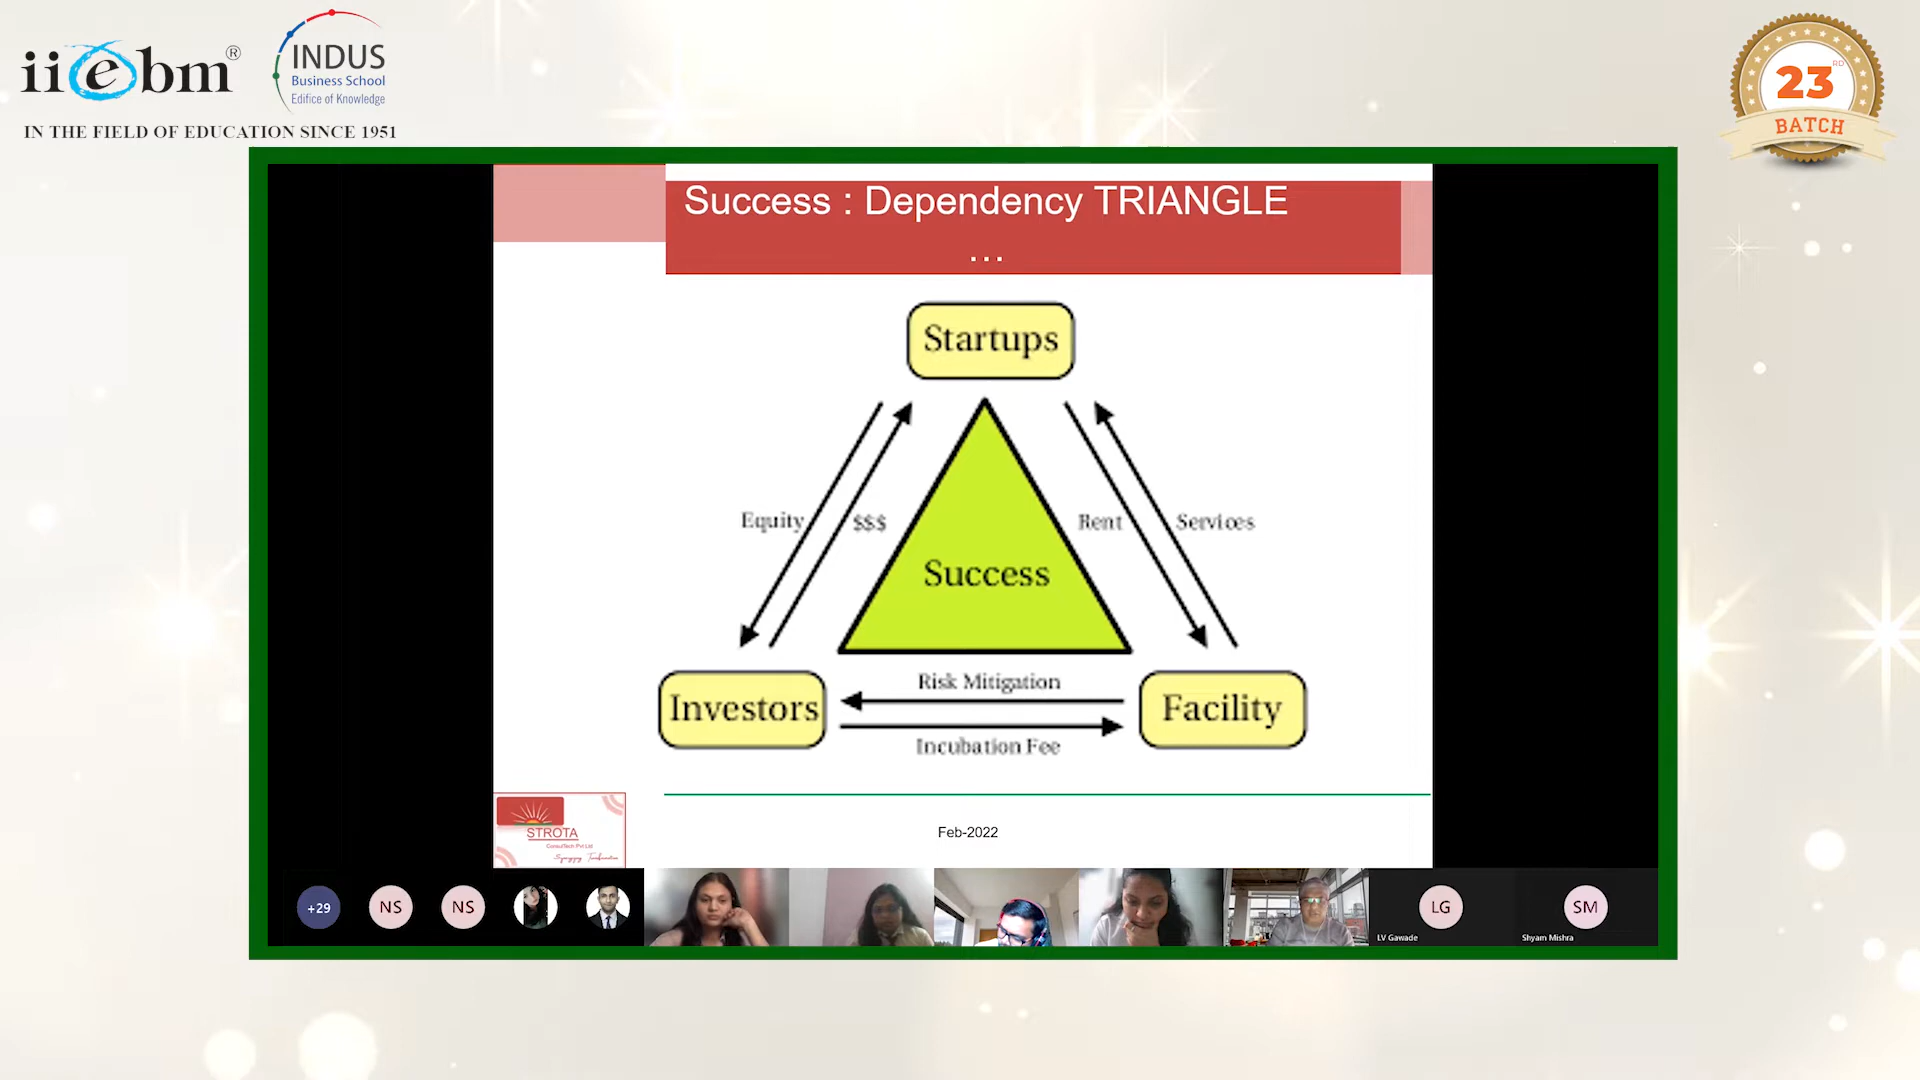 iiebm®
INDUS
Business School
Edifice of Knowledge
IN THE FIELD OF EDUCATION SINCE 1951
23RD
BATCH
Success : Dependency TRIANGLE
...
Startups
Equity
$$$
Rent
Services
Success
Risk Mitigation
Investors
Facility
Incubation Fee
STROTA
ConsulTech Pvt Ltd
Feb-2022
+29
NS
NS
LG
LV Gawade
SM
Shyam Mishra